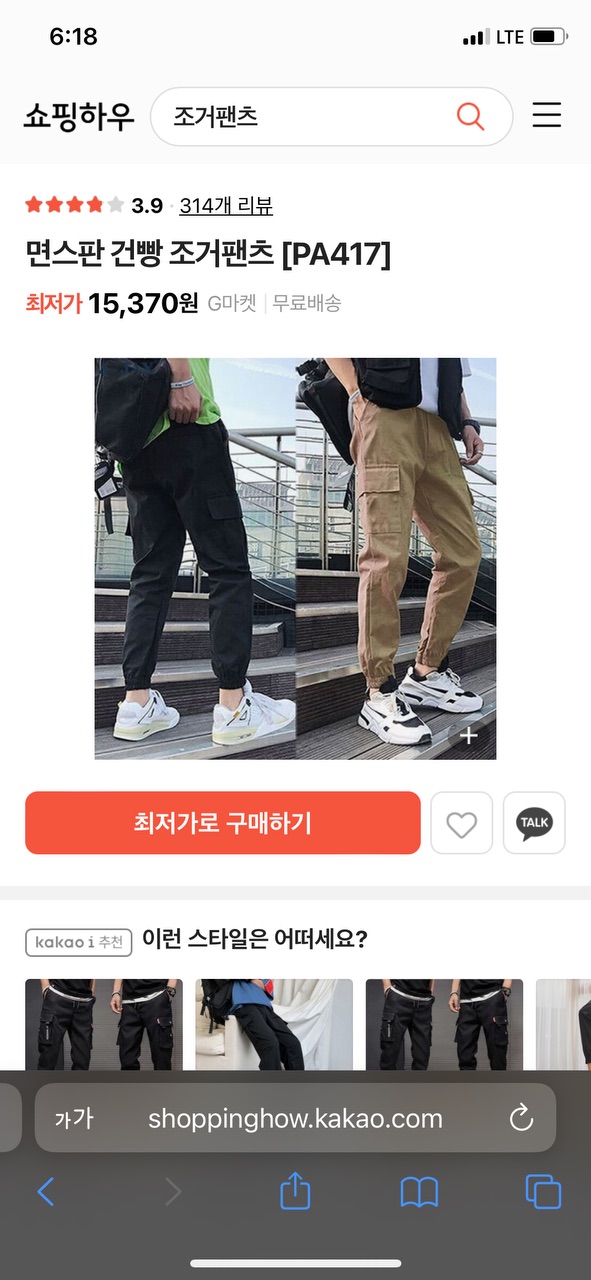 6:18 LTE
쇼핑하우 조거팬츠
3.9 · 314개 리뷰
면스판 건빵 조거팬츠 [PA417]
최저가 15,370원 G마켓 | 무료배송
최저가로 구매하기 TALK
kakao i 추천 이런 스타일은 어떠세요?
가가 shoppinghow.kakao.com